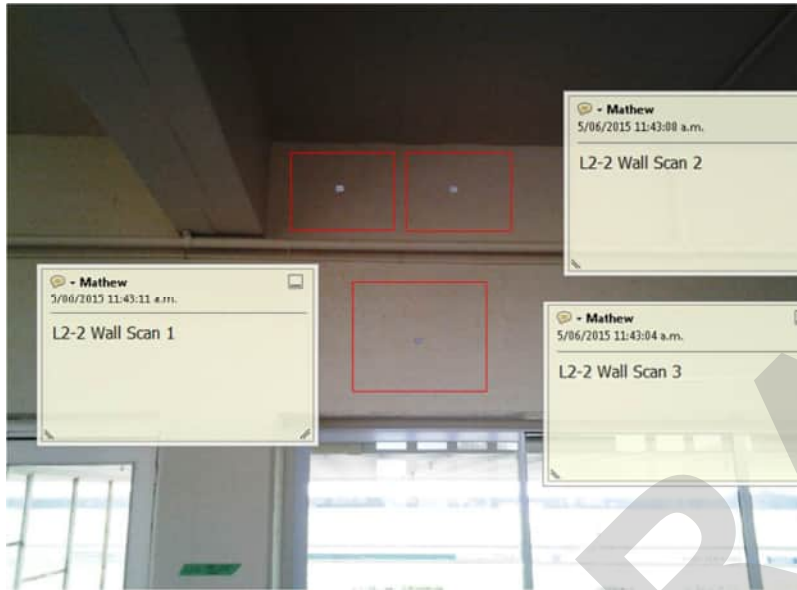 - Mathew
5/06/2015 11:43:08 a.m.
L2-2 Wall Scan 2
- Mathew
5/06/2015 11:43:11 a.m.
L2-2 Wall Scan 1
- Mathew
5/06/2015 11:43:04 a.m.
L2-2 Wall Scan 3